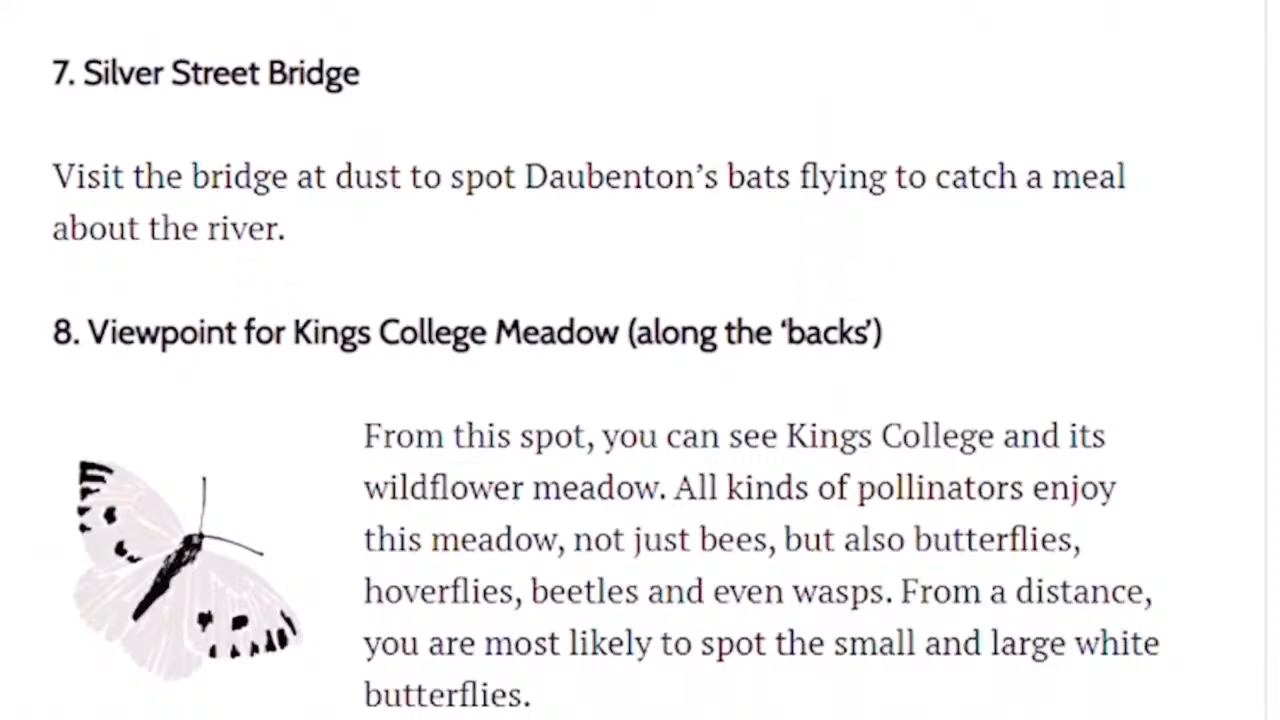 7. Silver Street Bridge
Visit the bridge at dust to spot Daubenton’s bats flying to catch a meal
about the river.
8. Viewpoint for Kings College Meadow (along the ‘backs’)
From this spot, you can see Kings College and its
wildflower meadow. All kinds of pollinators enjoy
this meadow, not just bees, but also butterflies,
hoverflies, beetles and even wasps. From a distance,
you are most likely to spot the small and large white
butterflies.